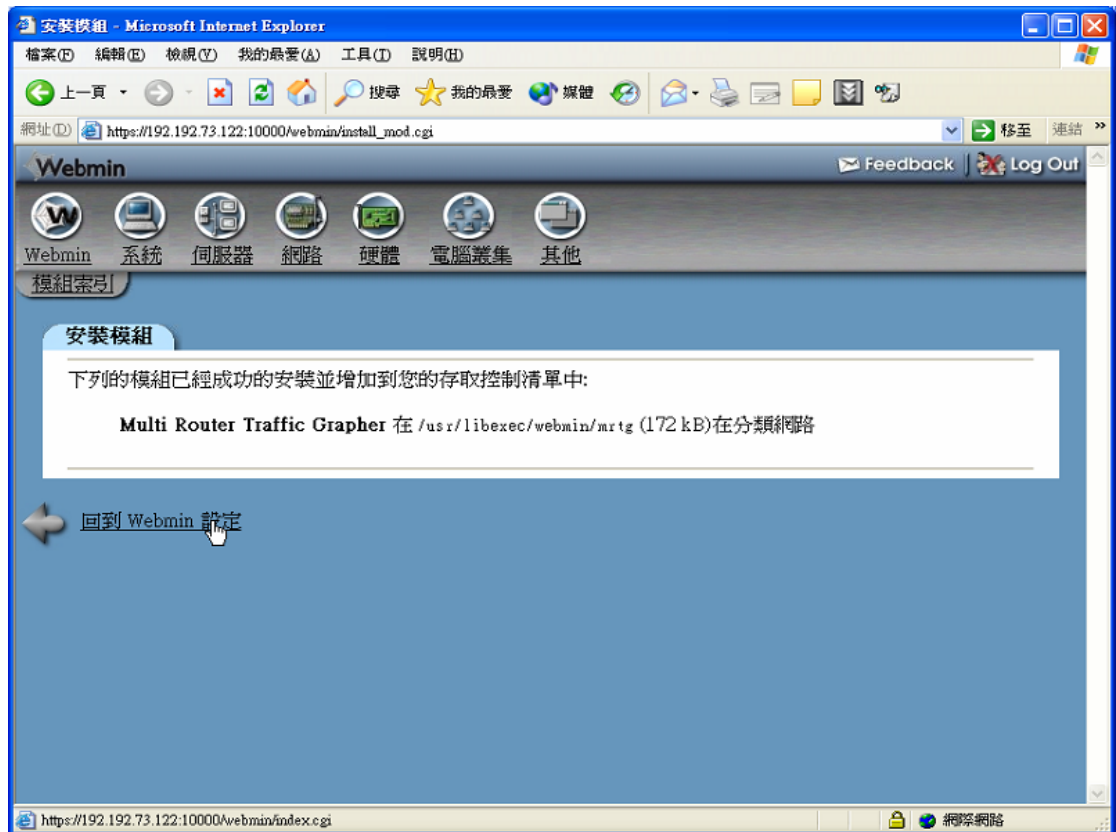 安裝模組 - Microsoft Internet Explorer
檔案(F) 編輯(E) 檢視(V) 我的最愛(A) 工具(T) 說明(H)
上一頁 搜尋 我的最愛 媒體
網址(D) https://192.192.73.122:10000/webmin/install_mod.cgi 移至 連結 »
Webmin Feedback Log Out
Webmin 系統 伺服器 網路 硬體 電腦叢集 其他
模組索引
安裝模組
下列的模組已經成功的安裝並增加到您的存取控制清單中:
Multi Router Traffic Grapher 在 /usr/libexec/webmin/mrtg (172 kB)在分類網路
回到 Webmin 設定
https://192.192.73.122:10000/webmin/index.cgi 網際網路